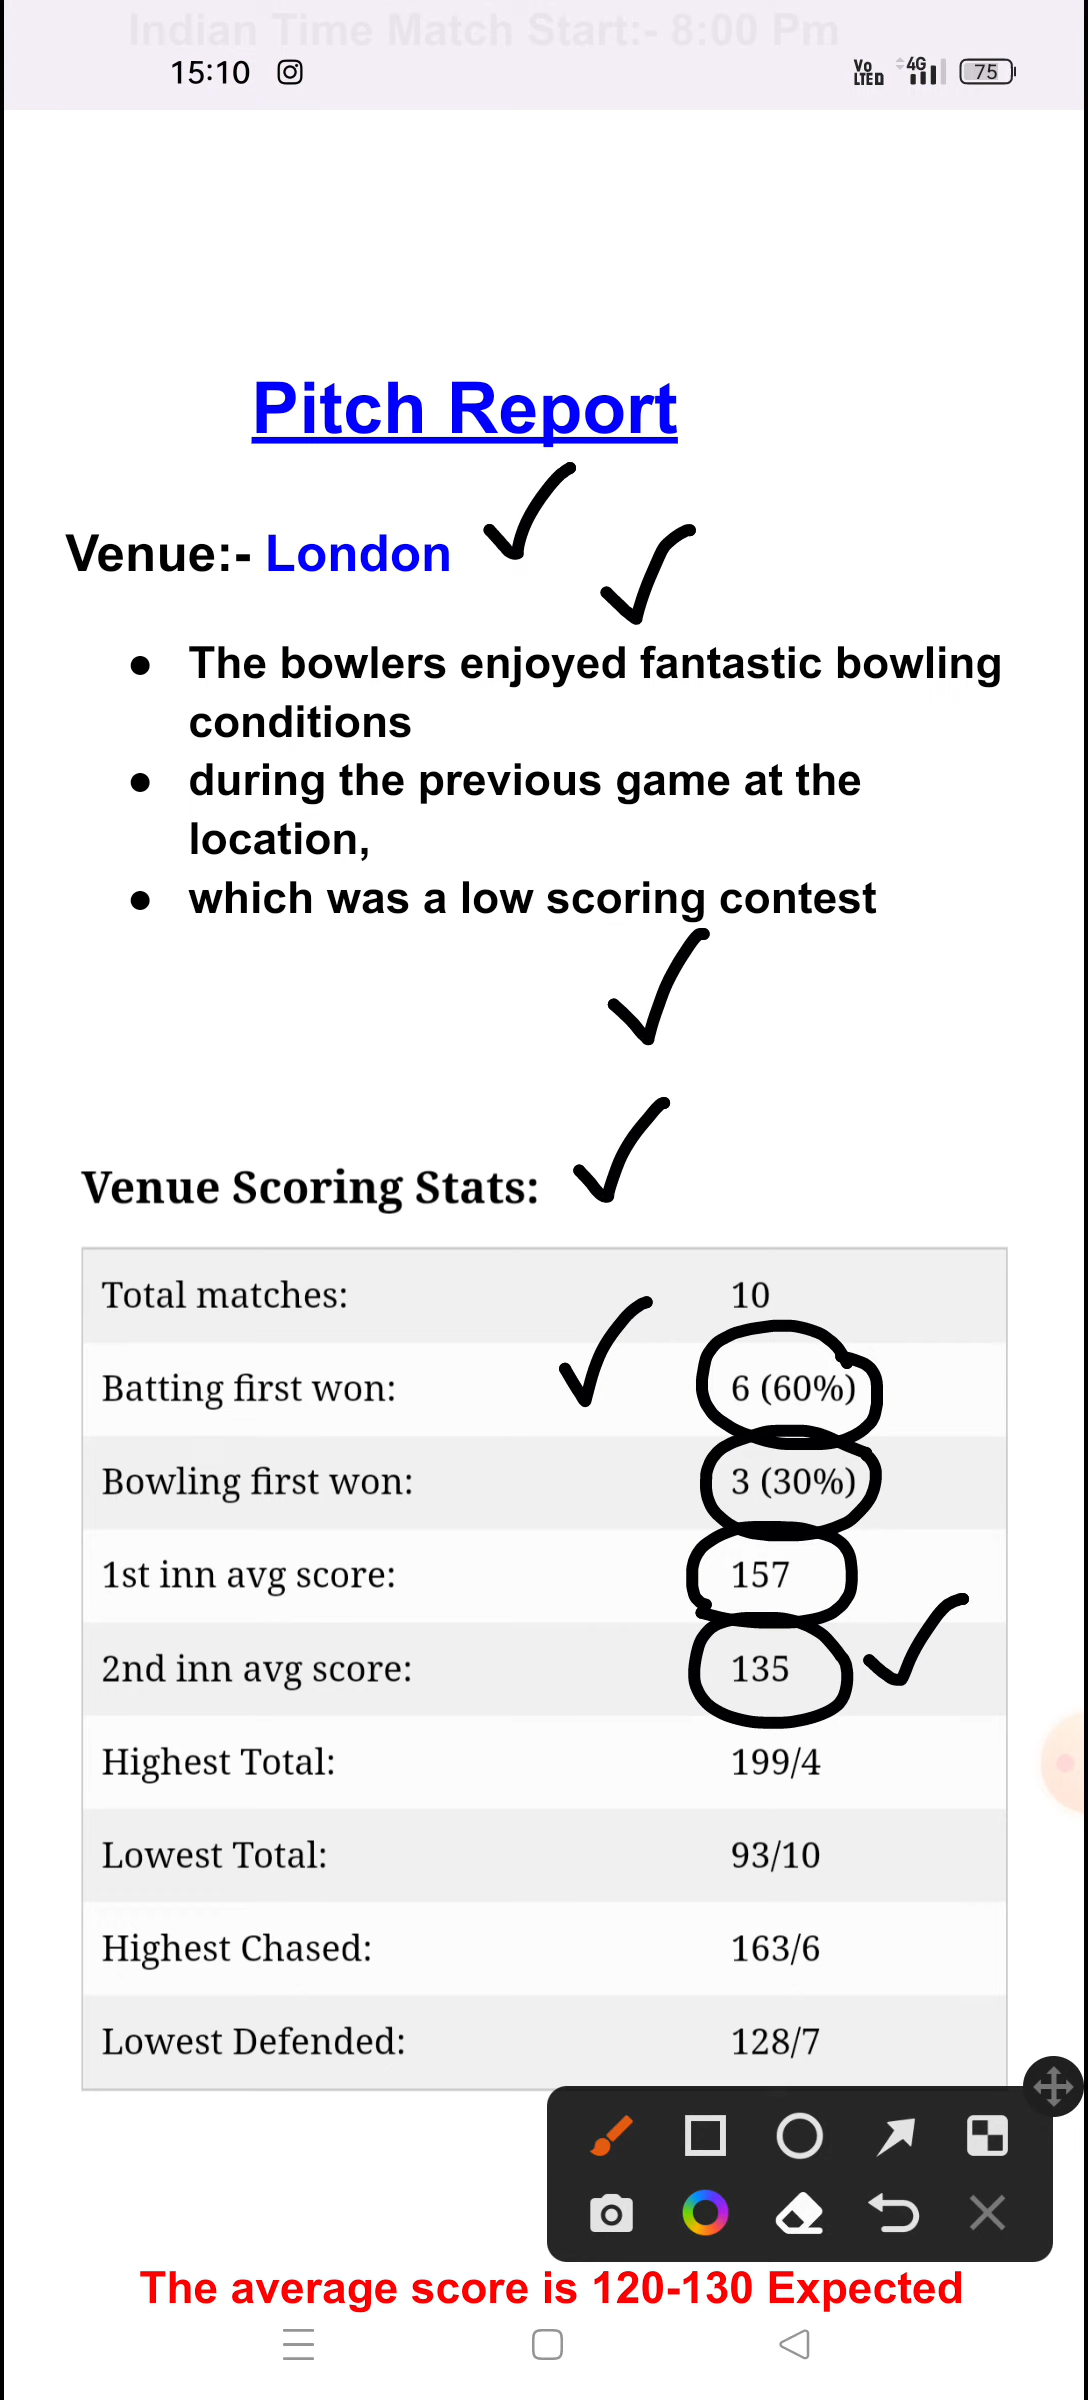 Indian Time Match Start:- 8:00 Pm
15:10 Vo LTED 4G 75
Pitch Report
Venue:- London
● The bowlers enjoyed fantastic bowling
conditions
● during the previous game at the
location,
● which was a low scoring contest
Venue Scoring Stats:
Total matches: 10
Batting first won: 6 (60%)
Bowling first won: 3 (30%)
1st inn avg score: 157
2nd inn avg score: 135
Highest Total: 199/4
Lowest Total: 93/10
Highest Chased: 163/6
Lowest Defended: 128/7
The average score is 120-130 Expected